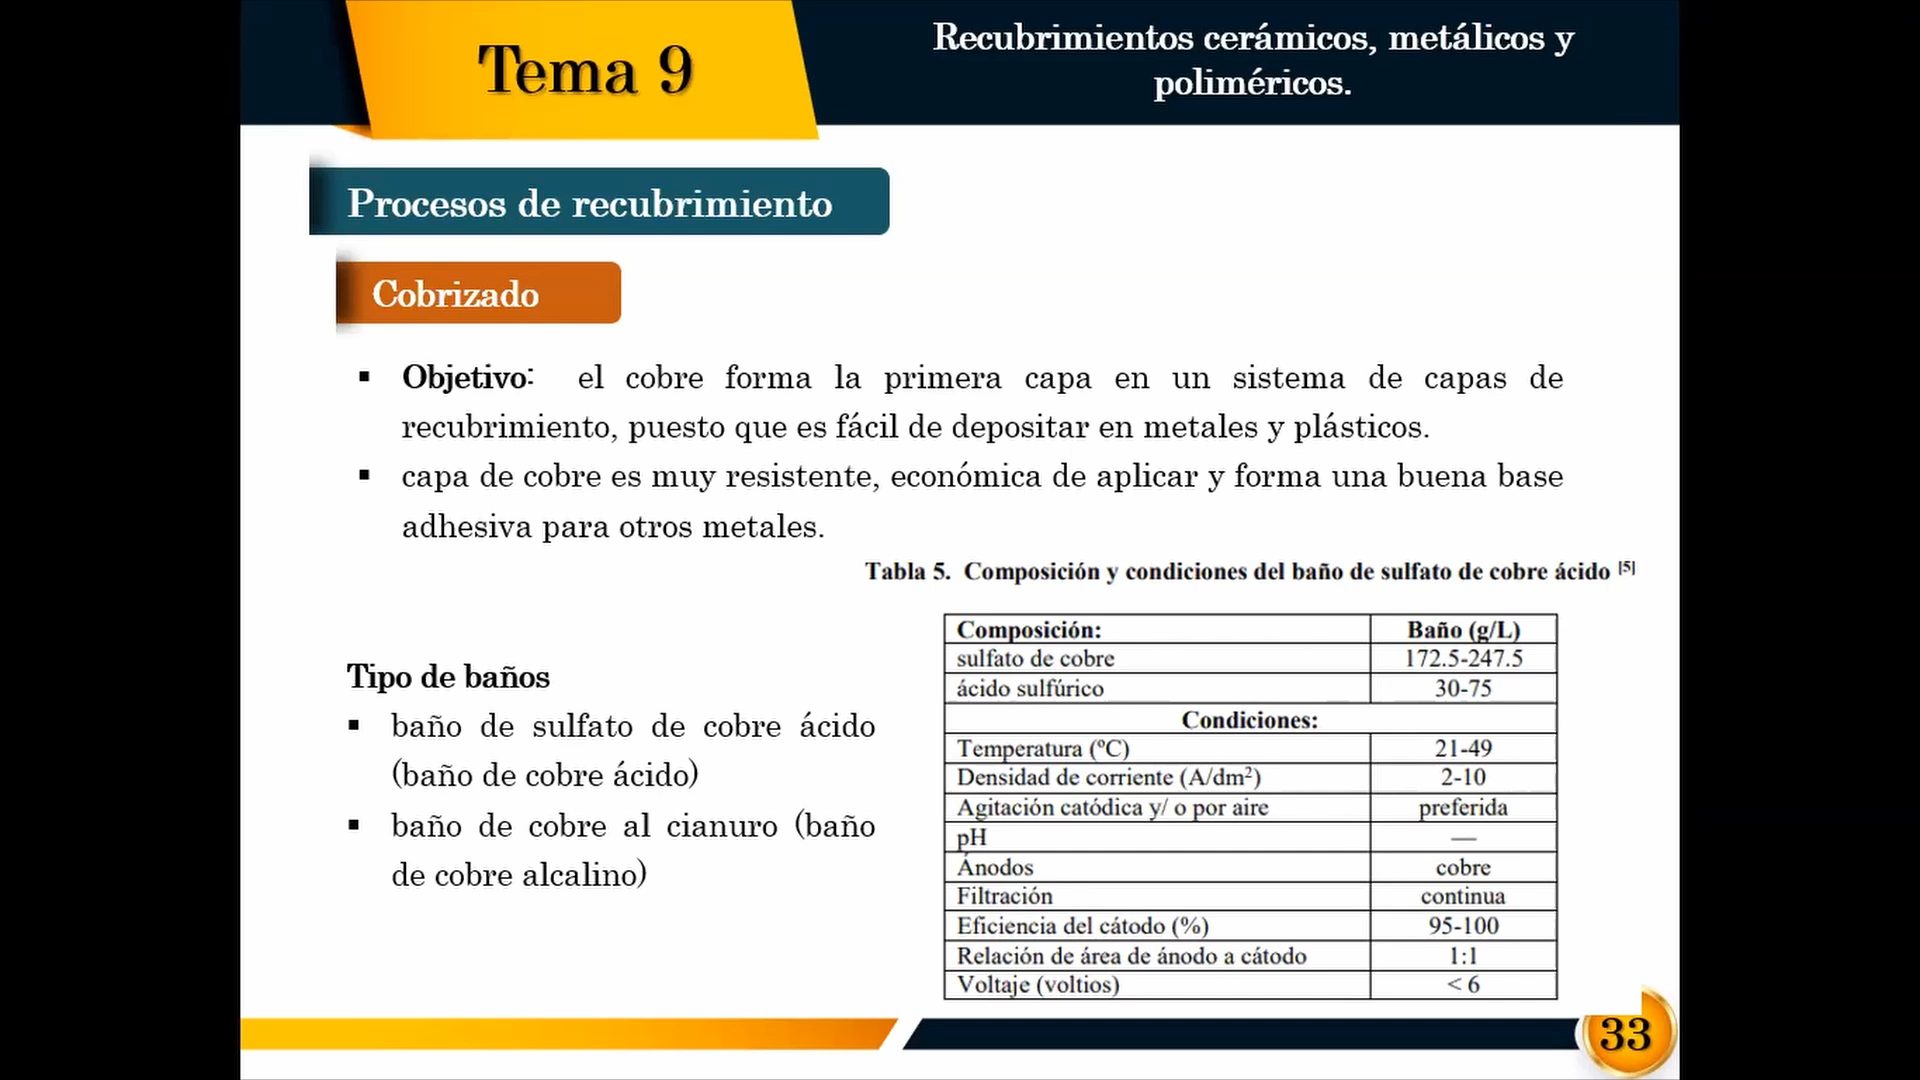 Tema 9
Recubrimientos cerámicos, metálicos y
poliméricos.
Procesos de recubrimiento
Cobrizado
▪ Objetivo: el cobre forma la primera capa en un sistema de capas de
recubrimiento, puesto que es fácil de depositar en metales y plásticos.
▪ capa de cobre es muy resistente, económica de aplicar y forma una buena base
adhesiva para otros metales.
Tipo de baños
▪ baño de sulfato de cobre ácido
(baño de cobre ácido)
▪ baño de cobre al cianuro (baño
de cobre alcalino)
Tabla 5. Composición y condiciones del baño de sulfato de cobre ácido [5]
Composición: Baño (g/L)
sulfato de cobre 172.5-247.5
ácido sulfúrico 30-75
Condiciones:
Temperatura (ºC) 21-49
Densidad de corriente (A/dm²) 2-10
Agitación catódica y/ o por aire preferida
pH —
Ánodos cobre
Filtración continua
Eficiencia del cátodo (%) 95-100
Relación de área de ánodo a cátodo 1:1
Voltaje (voltios) < 6
33